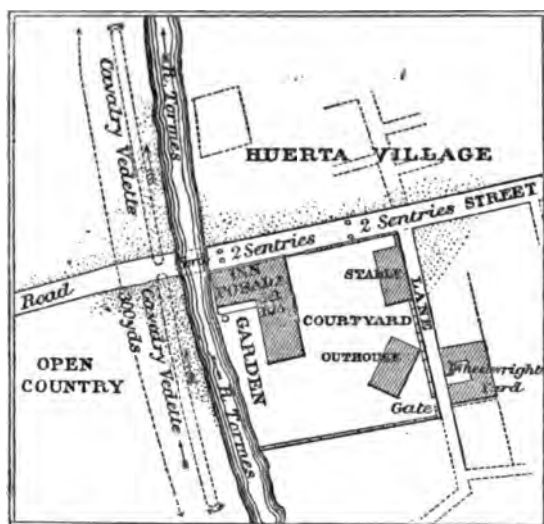 Cavalry Vedette
R. Tormes
HUERTA VILLAGE
2 Sentries STREET
2 Sentries
Road
INN
POSADA
STABLE
COURTYARD
LANE
GARDEN
OUTHOUSE
Wheelwright
Yard
Gate
OPEN
COUNTRY
300 yds
Cavalry Vedette
R. Tormes